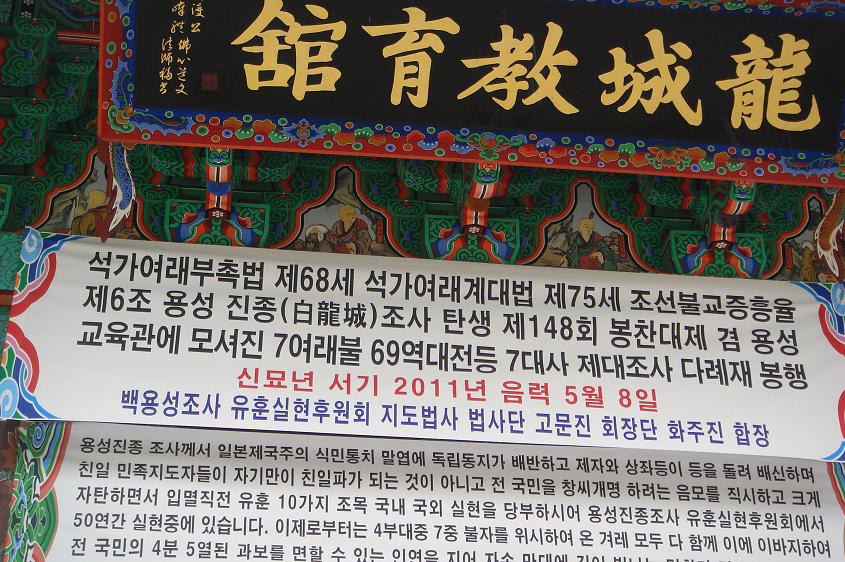 龍城教育舘
석가여래부촉법 제68세 석가여래계대법 제75세 조선불교증흥율
제6조 용성 진종(白龍城)조사 탄생 제148회 봉찬대제 겸 용성
교육관에 모셔진 7여래불 69역대전등 7대사 제대조사 다례재 봉행
신묘년 서기 2011년 음력 5월 8일
백용성조사 유훈실현후원회 지도법사 법사단 고문진 회장단 화주진 합장
용성진종 조사께서 일본제국주의 식민통치 말엽에 독립동지가 배반하고 제자와 상좌등이 등을 돌려 배신하며
친일 민족지도자들이 자기만이 친일파가 되는 것이 아니고 전 국민을 창씨개명 하려는 음모를 직시하고 크게
자탄하면서 입멸직전 유훈 10가지 조목 국내 국외 실현을 당부하시어 용성진종조사 유훈실현후원회에서
50연간 실현중에 있습니다. 이제로부터는 4부대중 7중 불자를 위시하여 온 겨레 모두 다 함께 이에 이바지하여
전 국민의 4분 5열된 과보를 면할 수 있는 인연을 지어 자손 만대에